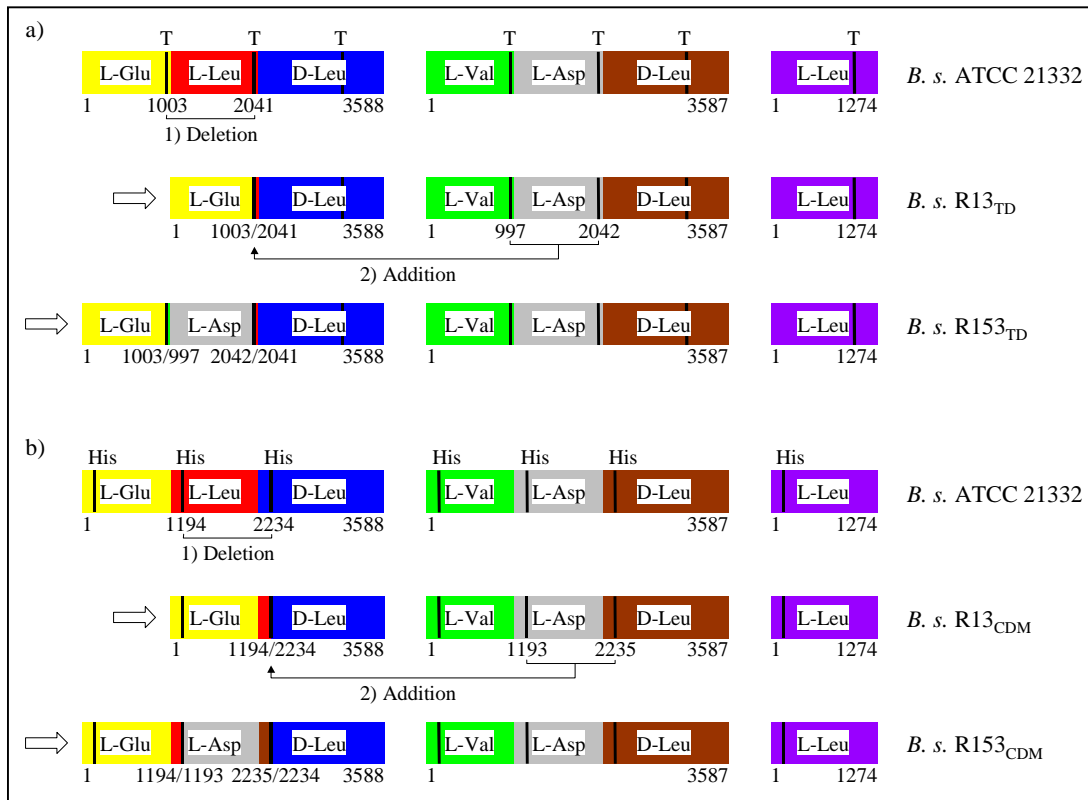 a)
T T T T T T T
L-Glu L-Leu D-Leu L-Val L-Asp D-Leu L-Leu B. s. ATCC 21332
1 1003 2041 3588 1 3587 1 1274
1) Deletion
L-Glu D-Leu L-Val L-Asp D-Leu L-Leu B. s. R13TD
1 1003/2041 3588 1 997 2042 3587 1 1274
2) Addition
L-Glu L-Asp D-Leu L-Val L-Asp D-Leu L-Leu B. s. R153TD
1 1003/997 2042/2041 3588 1 3587 1 1274
b)
His His His His His His His
L-Glu L-Leu D-Leu L-Val L-Asp D-Leu L-Leu B. s. ATCC 21332
1 1194 2234 3588 1 3587 1 1274
1) Deletion
L-Glu D-Leu L-Val L-Asp D-Leu L-Leu B. s. R13CDM
1 1194/2234 3588 1 1193 2235 3587 1 1274
2) Addition
L-Glu L-Asp D-Leu L-Val L-Asp D-Leu L-Leu B. s. R153CDM
1 1194/1193 2235/2234 3588 1 3587 1 1274